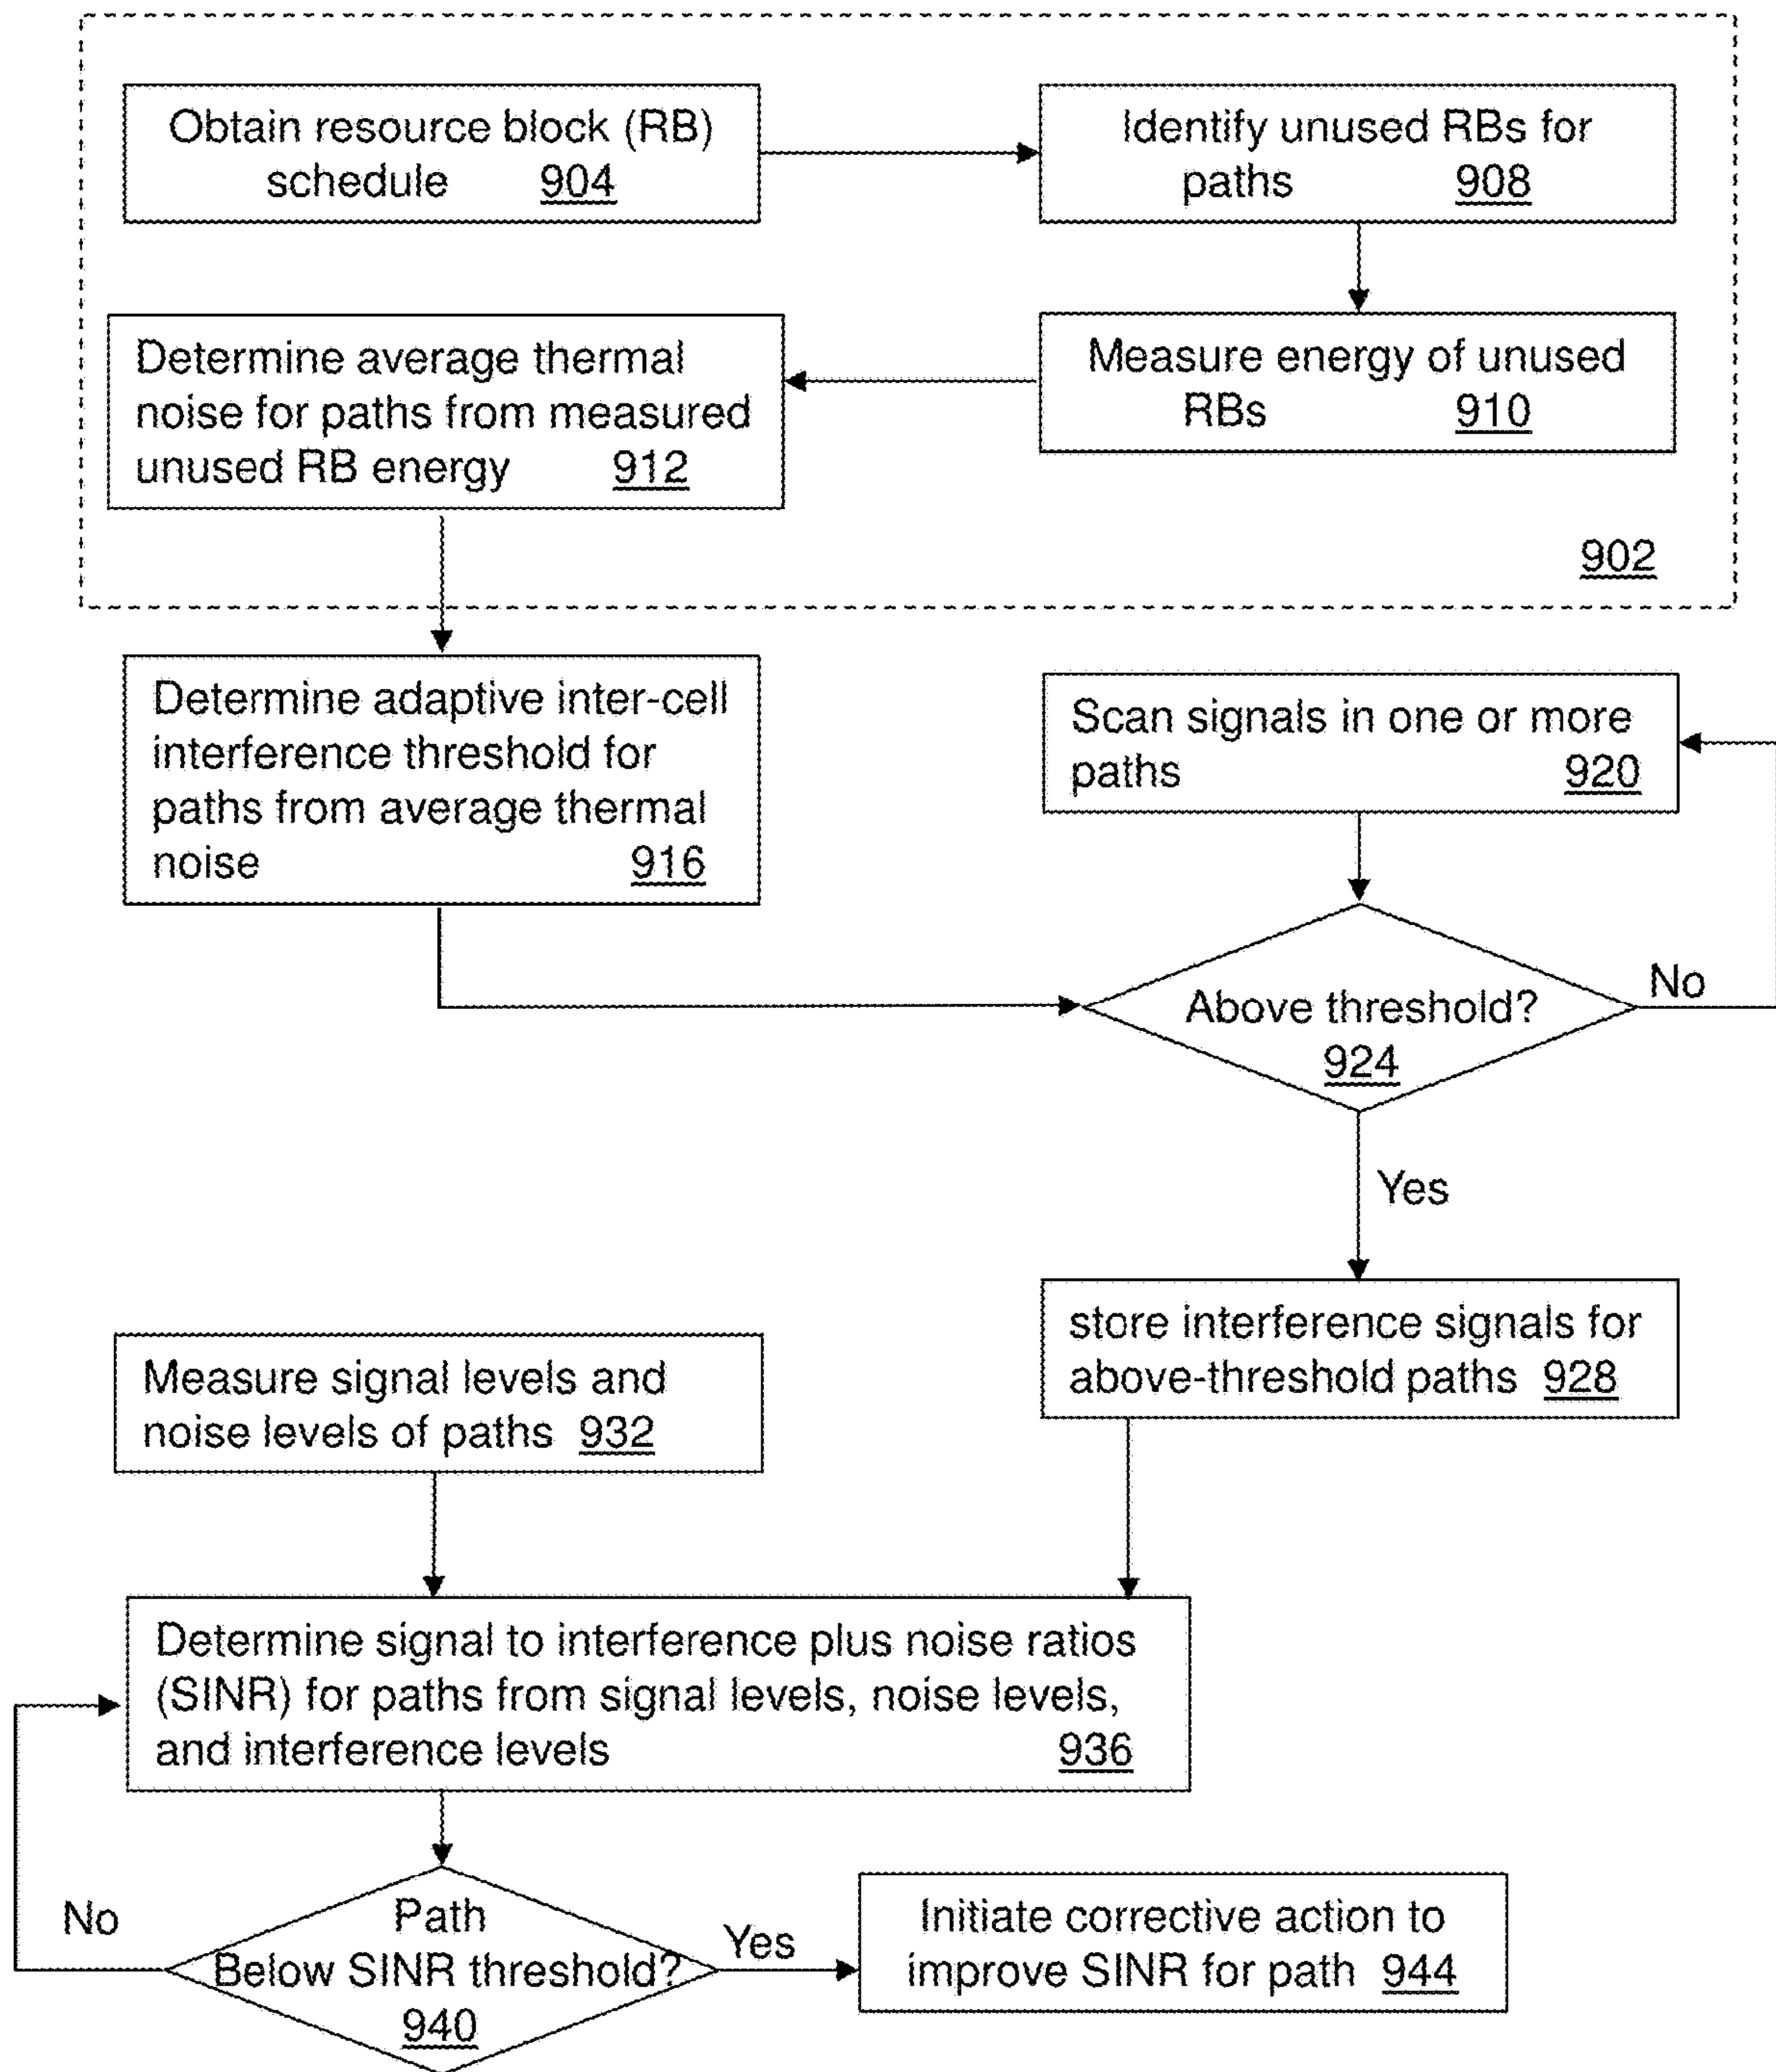 Obtain resource block (RB)
schedule 904
Identify unused RBs for
paths 908
Determine average thermal
noise for paths from measured
unused RB energy 912
Measure energy of unused
RBs 910
902
Determine adaptive inter-cell
interference threshold for
paths from average thermal
noise 916
Scan signals in one or more
paths 920
Above threshold?
924
No
Yes
store interference signals for
above-threshold paths 928
Measure signal levels and
noise levels of paths 932
Determine signal to interference plus noise ratios
(SINR) for paths from signal levels, noise levels,
and interference levels 936
No
Path
Below SINR threshold?
940
Yes
Initiate corrective action to
improve SINR for path 944